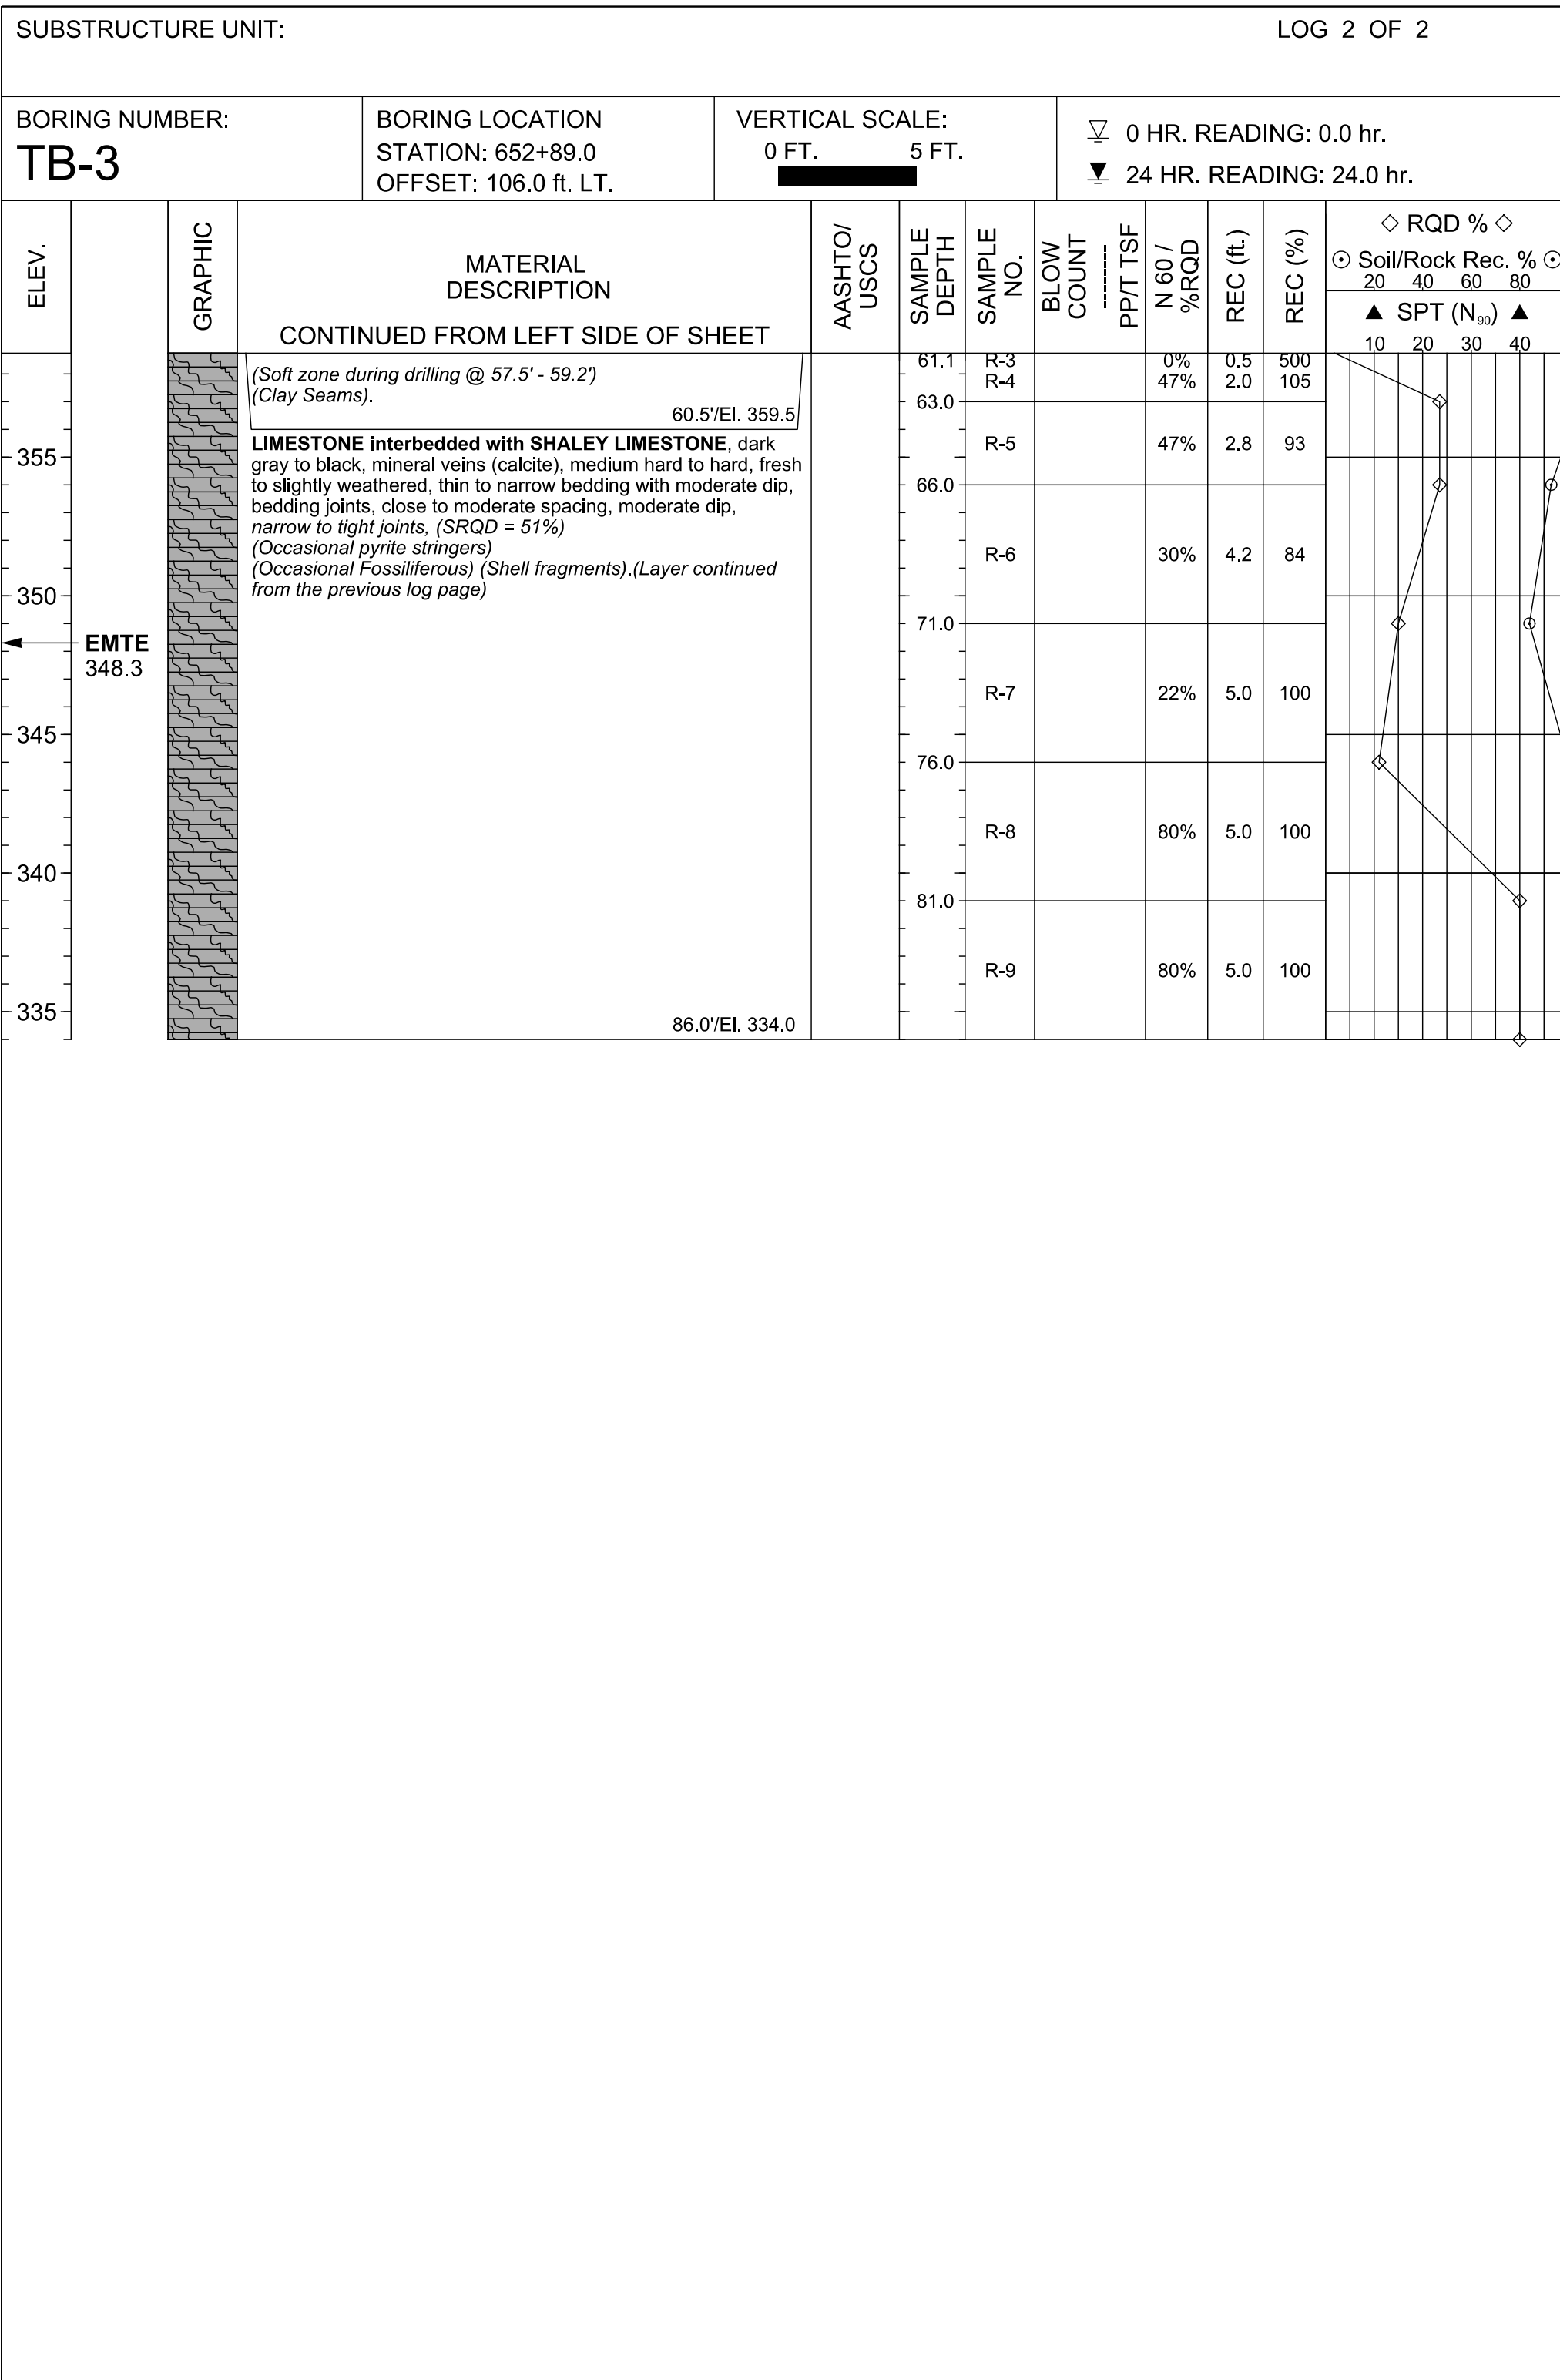 SUBSTRUCTURE UNIT:
LOG 2 OF 2
BORING NUMBER:
TB-3
BORING LOCATION
STATION: 652+89.0
OFFSET: 106.0 ft. LT.
VERTICAL SCALE:
0 FT. 5 FT.
0 HR. READING: 0.0 hr.
24 HR. READING: 24.0 hr.
ELEV.
GRAPHIC
MATERIAL
DESCRIPTION
CONTINUED FROM LEFT SIDE OF SHEET
AASHTO/
USCS
SAMPLE
DEPTH
SAMPLE
NO.
BLOW
COUNT
--------
PP/T TSF
N 60 /
%RQD
REC (ft.)
REC (%)
RQD %
Soil/Rock Rec. %
20 40 60 80
SPT (N90)
10 20 30 40
(Soft zone during drilling @ 57.5' - 59.2')
(Clay Seams).
60.5'/El. 359.5
LIMESTONE interbedded with SHALEY LIMESTONE, dark
gray to black, mineral veins (calcite), medium hard to hard, fresh
to slightly weathered, thin to narrow bedding with moderate dip,
bedding joints, close to moderate spacing, moderate dip,
narrow to tight joints, (SRQD = 51%)
(Occasional pyrite stringers)
(Occasional Fossiliferous) (Shell fragments).(Layer continued
from the previous log page)
86.0'/El. 334.0
355
350
EMTE
348.3
345
340
335
61.1 R-3 0% 0.5 500
R-4 47% 2.0 105
63.0
R-5 47% 2.8 93
66.0
R-6 30% 4.2 84
71.0
R-7 22% 5.0 100
76.0
R-8 80% 5.0 100
81.0
R-9 80% 5.0 100